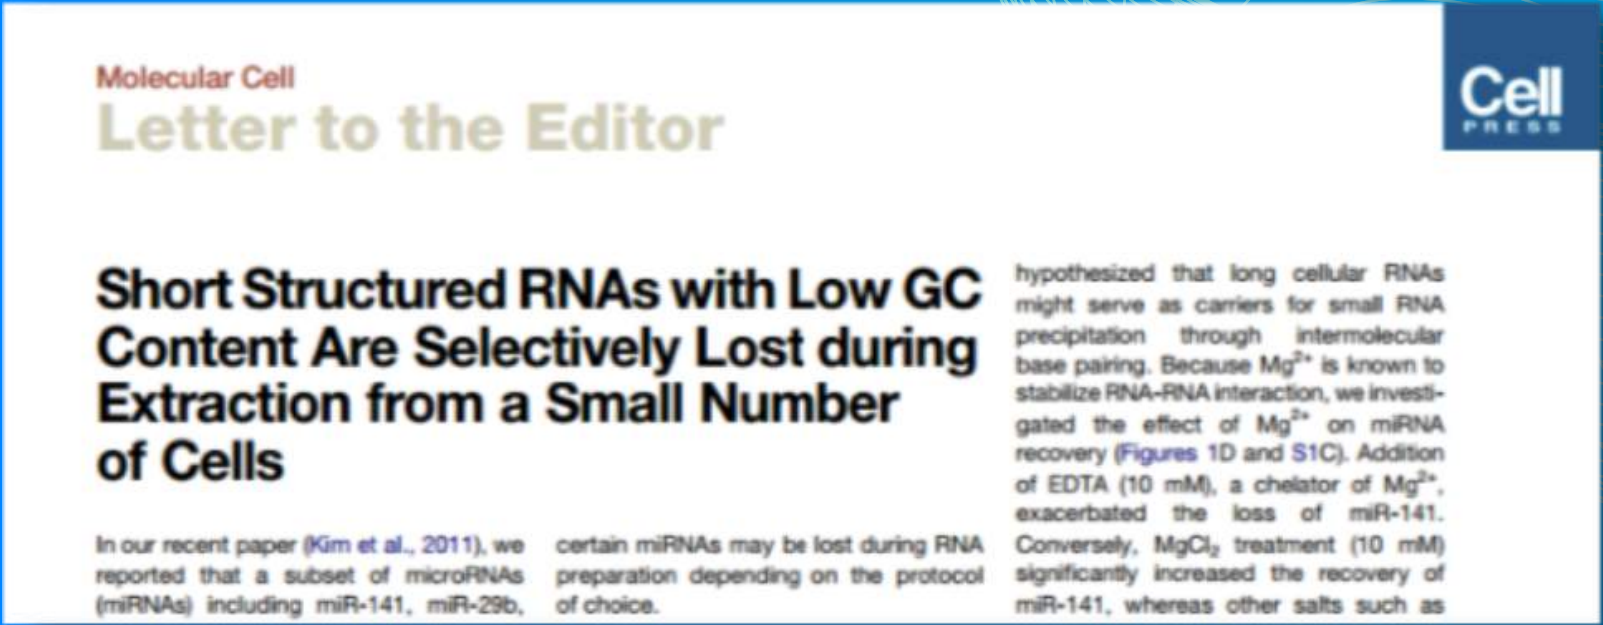 Molecular Cell
Letter to the Editor
Cell
PRESS
Short Structured RNAs with Low GC
Content Are Selectively Lost during
Extraction from a Small Number
of Cells
In our recent paper (Kim et al., 2011), we
reported that a subset of microRNAs
(miRNAs) including miR-141, miR-29b,
certain miRNAs may be lost during RNA
preparation depending on the protocol
of choice.
hypothesized that long cellular RNAs
might serve as carriers for small RNA
precipitation through intermolecular
base pairing. Because Mg²⁺ is known to
stabilize RNA-RNA interaction, we investi-
gated the effect of Mg²⁺ on miRNA
recovery (Figures 1D and S1C). Addition
of EDTA (10 mM), a chelator of Mg²⁺,
exacerbated the loss of miR-141.
Conversely, MgCl₂ treatment (10 mM)
significantly increased the recovery of
miR-141, whereas other salts such as